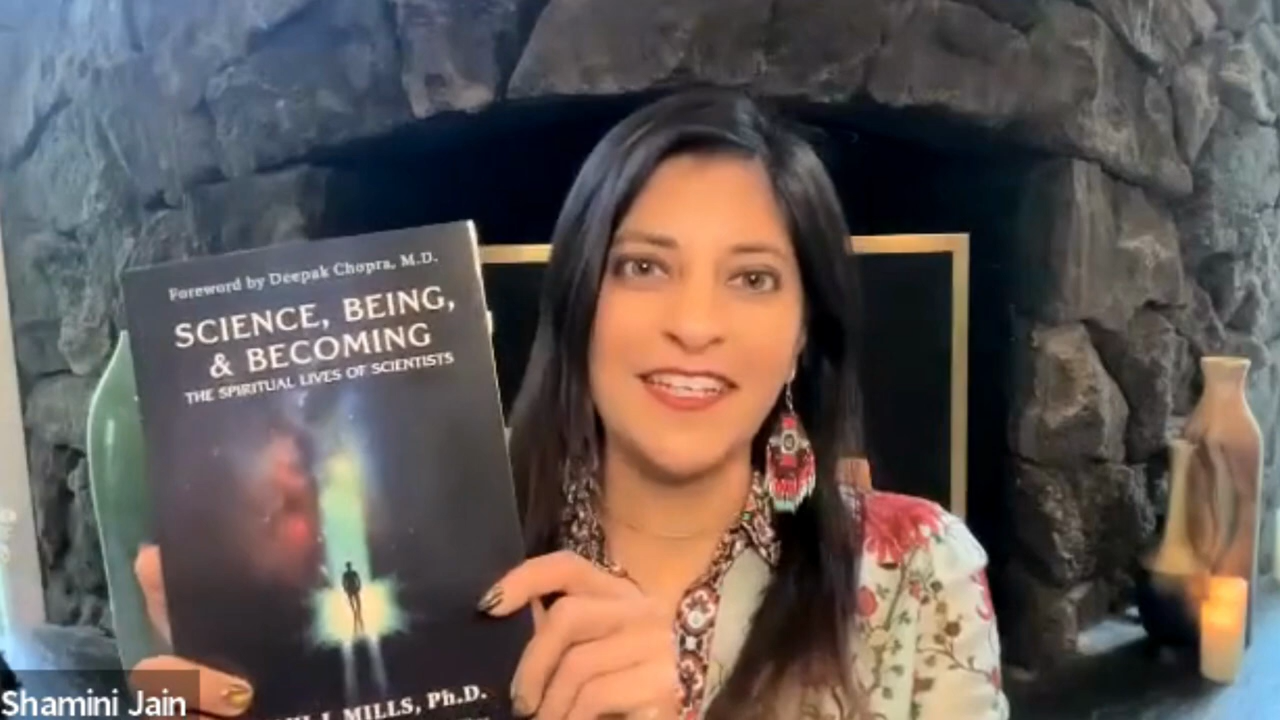 Foreword by Deepak Chopra, M.D.
SCIENCE, BEING,
& BECOMING
THE SPIRITUAL LIVES OF SCIENTISTS
J. MILLS, Ph.D.
Shamini Jain